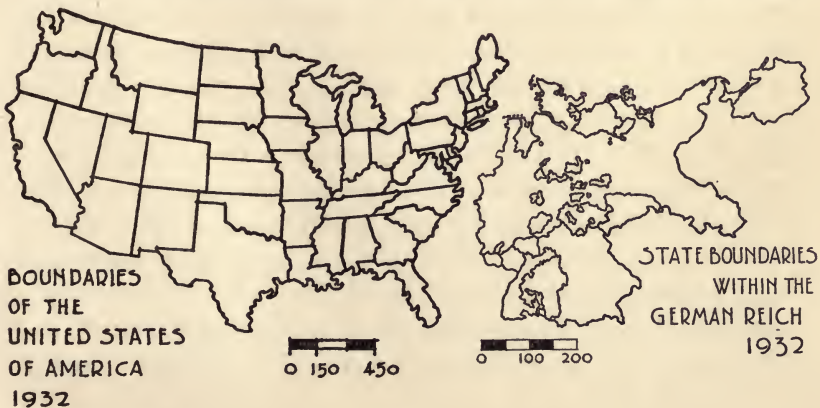 BOUNDARIES
OF THE
UNITED STATES
OF AMERICA
1932
0 150 450
STATE BOUNDARIES
WITHIN THE
GERMAN REICH
1932
0 100 200